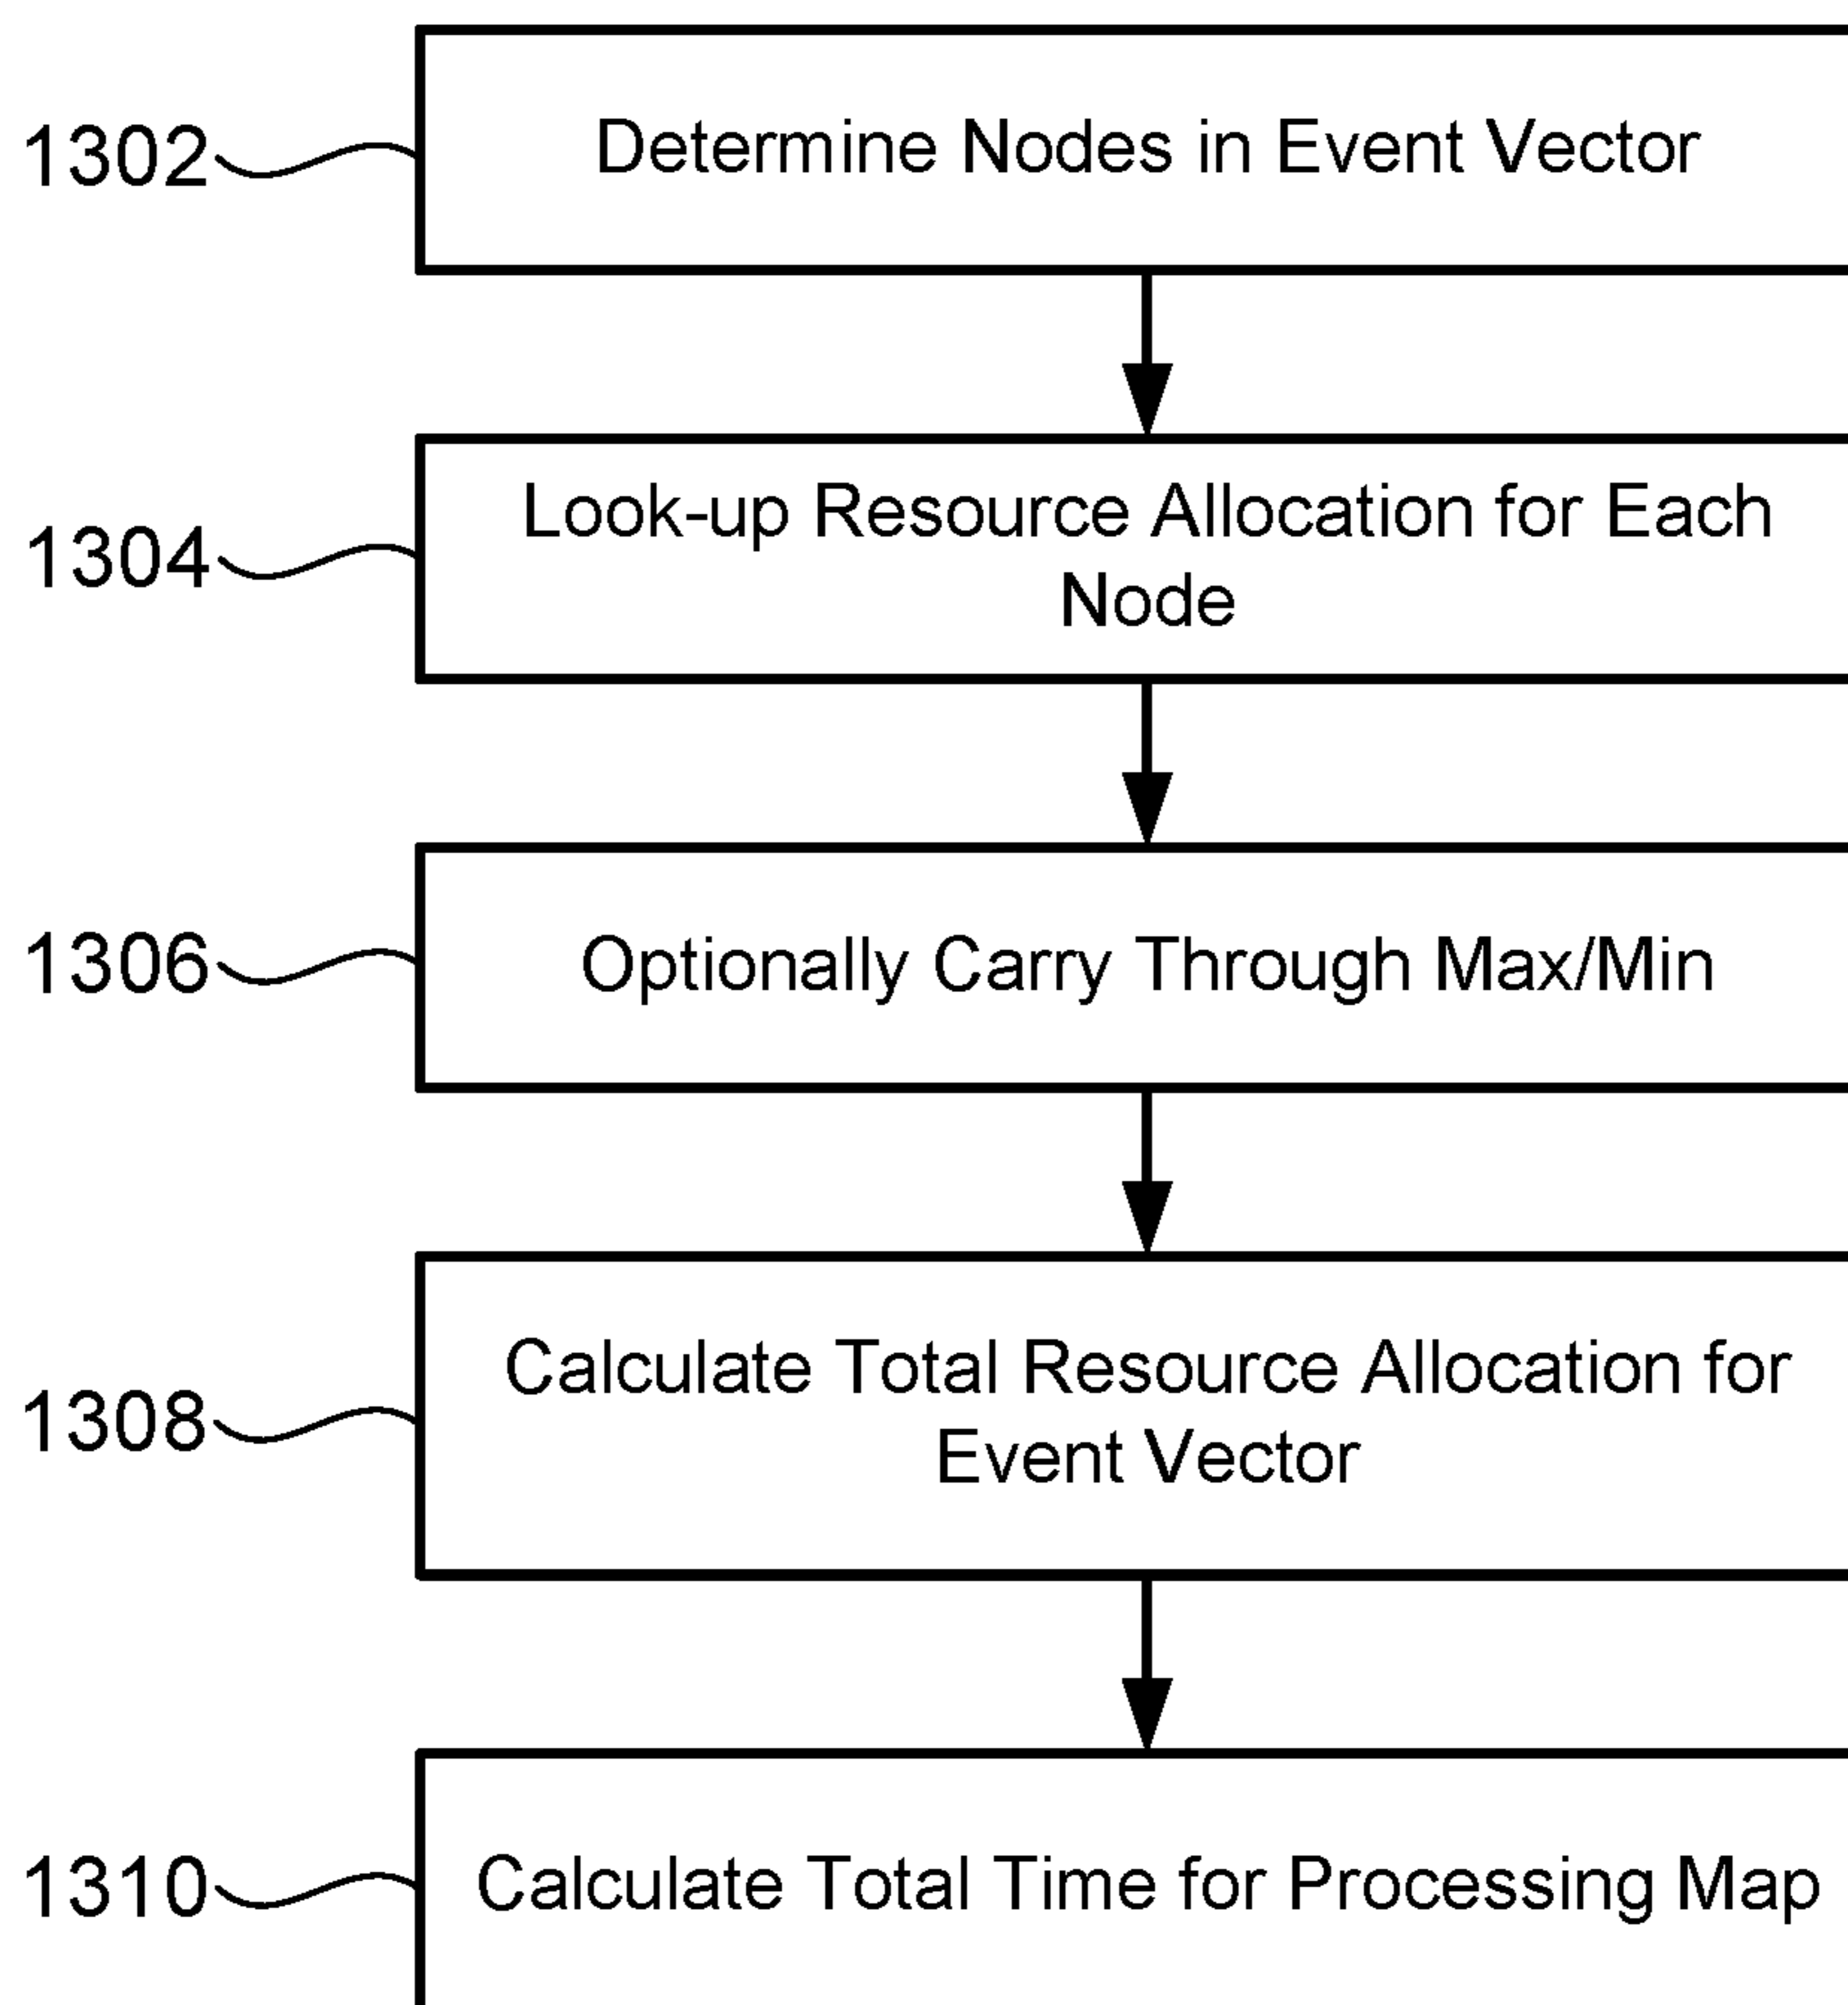 1302
Determine Nodes in Event Vector
1304
Look-up Resource Allocation for Each
Node
1306
Optionally Carry Through Max/Min
1308
Calculate Total Resource Allocation for
Event Vector
1310
Calculate Total Time for Processing Map